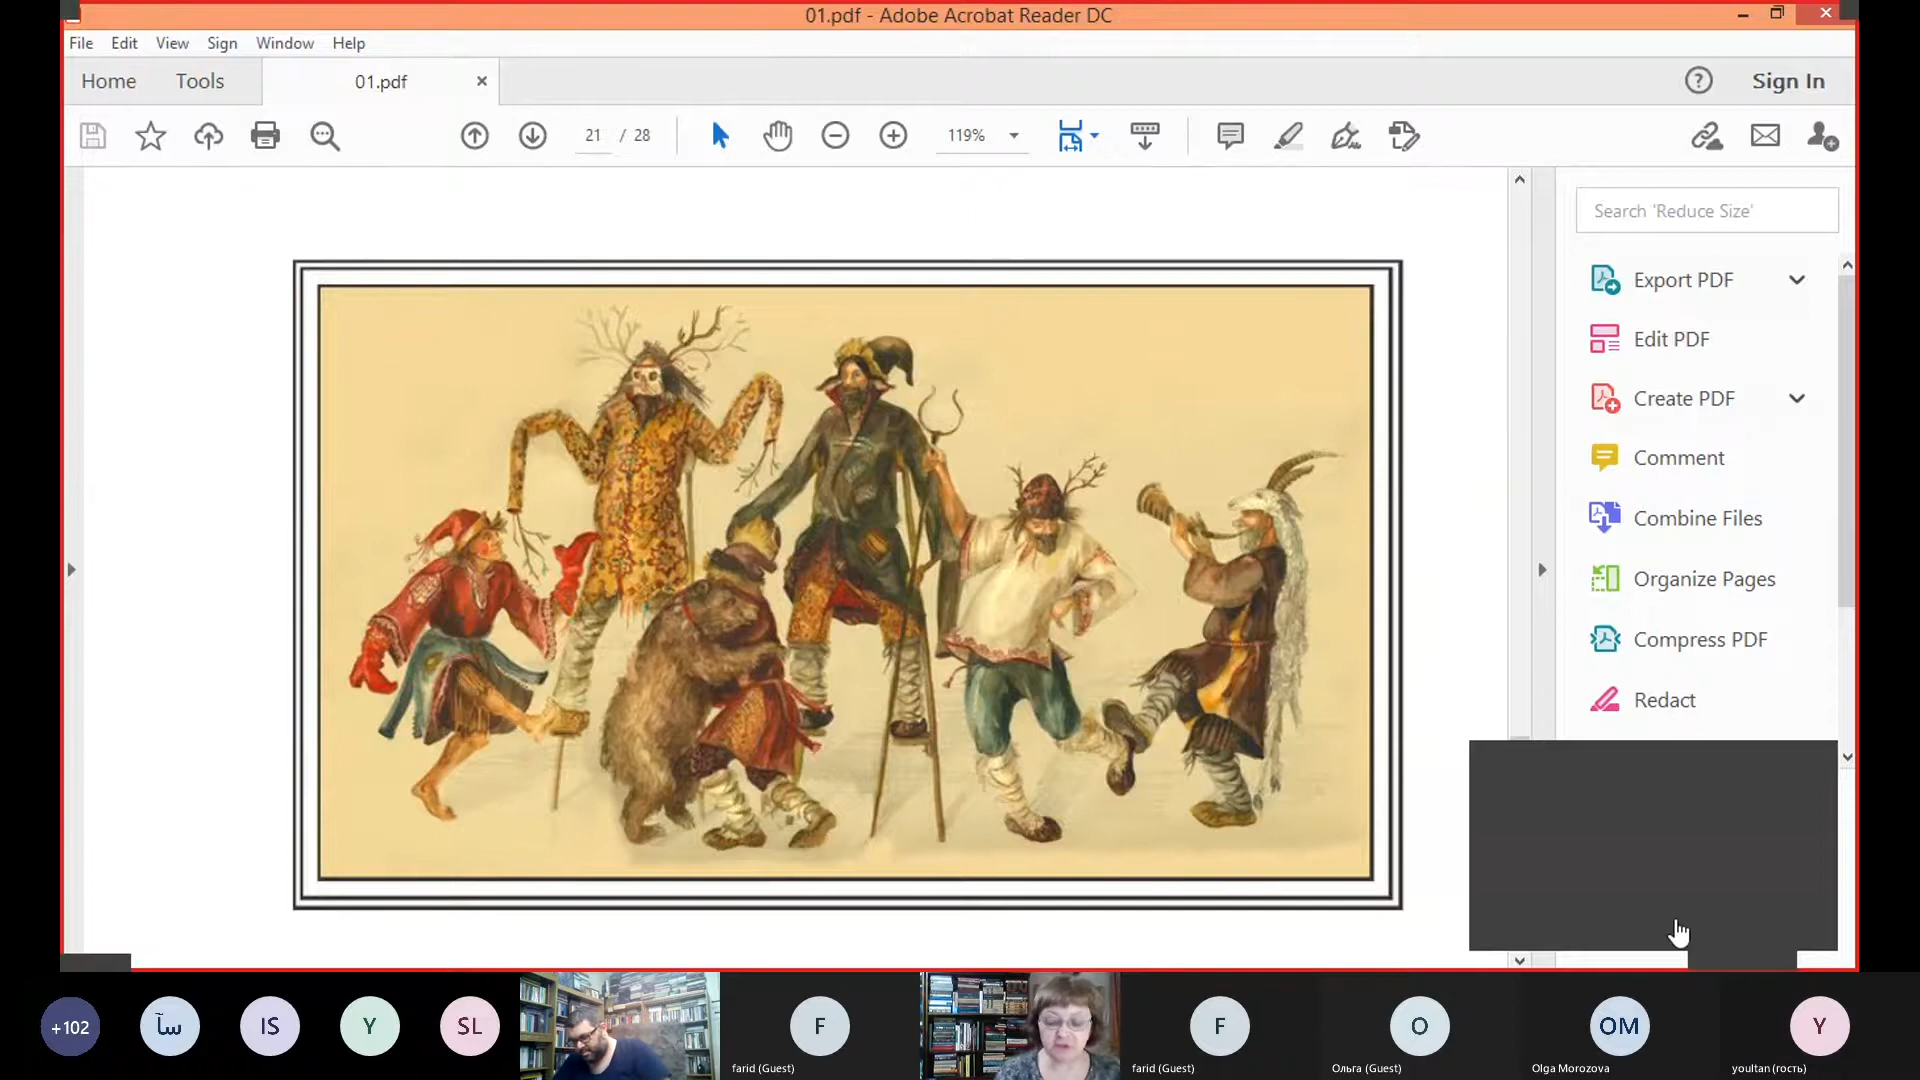 01.pdf - Adobe Acrobat Reader DC
File Edit View Sign Window Help
Home Tools 01.pdf Sign In
21 / 28 119%
Search 'Reduce Size'
Export PDF
Edit PDF
Create PDF
Comment
Combine Files
Organize Pages
Compress PDF
Redact
+102 سآ IS Y SL F F O OM Y
farid (Guest) farid (Guest) Ольга (Guest) Olga Morozova youltan (гость)